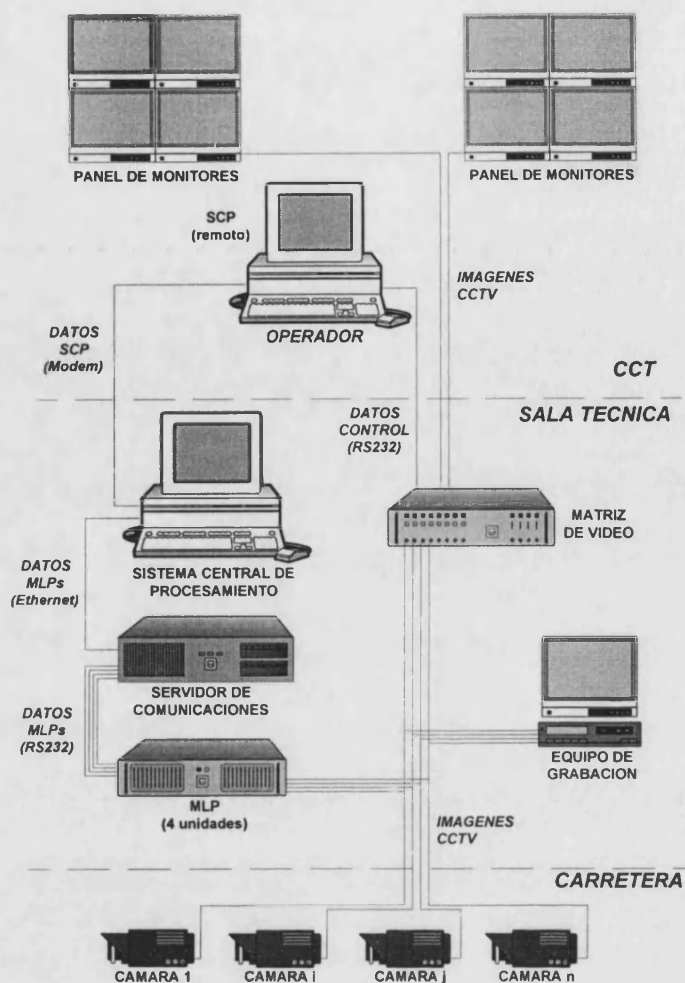 PANEL DE MONITORES
PANEL DE MONITORES
SCP
(remoto)
OPERADOR
IMAGENES
CCTV
DATOS
SCP
(Modem)
CCT
SALA TECNICA
DATOS
CONTROL
(RS232)
MATRIZ
DE VIDEO
DATOS
MLPs
(Ethernet)
SISTEMA CENTRAL DE
PROCESAMIENTO
SERVIDOR DE
COMUNICACIONES
DATOS
MLPs
(RS232)
EQUIPO DE
GRABACION
MLP
(4 unidades)
IMAGENES
CCTV
CARRETERA
CAMARA 1
CAMARA i
CAMARA j
CAMARA n